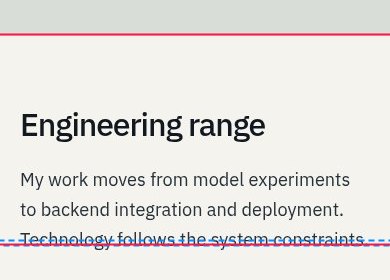 Engineering range
My work moves from model experiments
to backend integration and deployment.
Technology follows the system constraints.